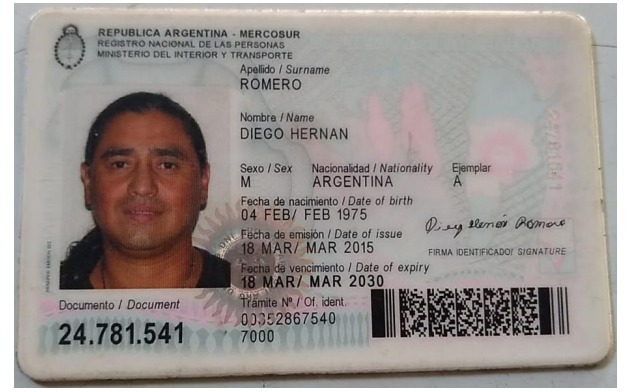 REPUBLICA ARGENTINA - MERCOSUR
REGISTRO NACIONAL DE LAS PERSONAS
MINISTERIO DEL INTERIOR Y TRANSPORTE
Apellido / Surname
ROMERO
Nombre / Name
DIEGO HERNAN
Sexo / Sex Nacionalidad / Nationality Ejemplar
M ARGENTINA A
Fecha de nacimiento / Date of birth
04 FEB/ FEB 1975
Fecha de emisión / Date of issue
18 MAR/ MAR 2015
FIRMA IDENTIFICADO/ SIGNATURE
Fecha de vencimiento / Date of expiry
18 MAR/ MAR 2030
Documento / Document
24.781.541
Trámite Nº / Of. ident.
00352867540
7000